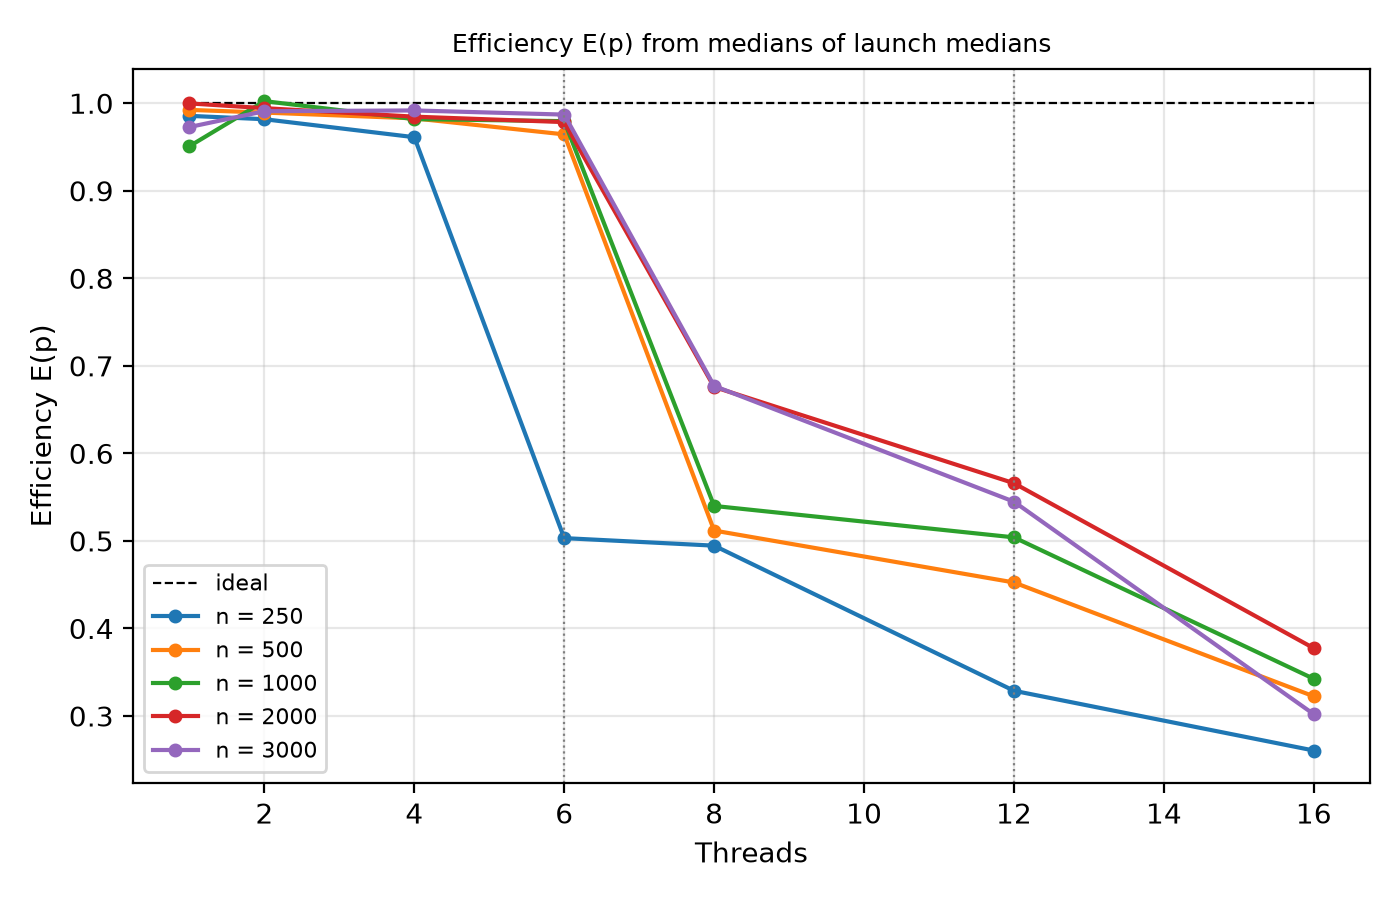 Efficiency E(p) from medians of launch medians
Efficiency E(p)
1.0
0.9
0.8
0.7
0.6
0.5
0.4
0.3
ideal
n = 250
n = 500
n = 1000
n = 2000
n = 3000
2 4 6 8 10 12 14 16
Threads